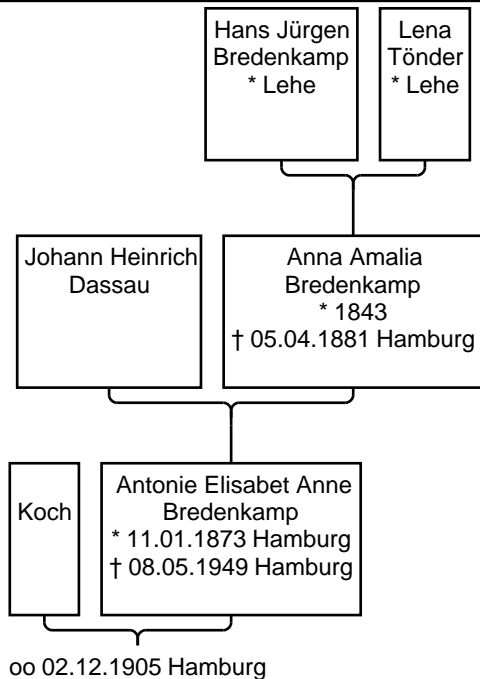 Hans Jürgen
Bredenkamp
* Lehe
Lena
Tönder
* Lehe
Johann Heinrich
Dassau
Anna Amalia
Bredenkamp
* 1843
† 05.04.1881 Hamburg
Koch
Antonie Elisabet Anne
Bredenkamp
* 11.01.1873 Hamburg
† 08.05.1949 Hamburg
oo 02.12.1905 Hamburg